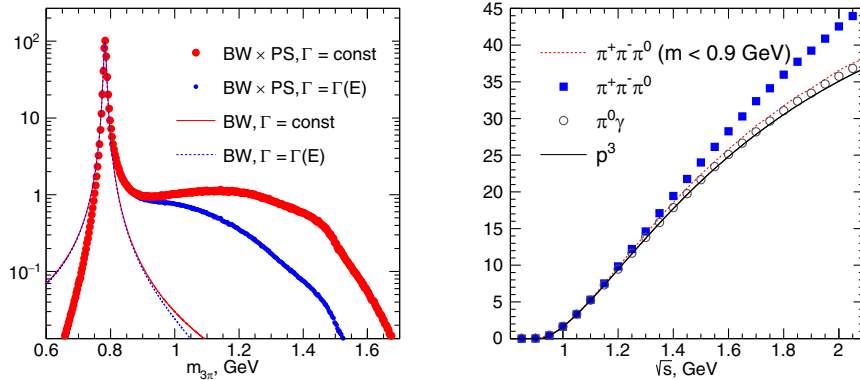 10²
10
1
10⁻¹
0.6 0.8 1 1.2 1.4 1.6
m3π, GeV
BW × PS, Γ = const
BW × PS, Γ = Γ(E)
BW, Γ = const
BW, Γ = Γ(E)
45
40
35
30
25
20
15
10
5
0
1 1.2 1.4 1.6 1.8 2
√s, GeV
π⁺π⁻π⁰ (m < 0.9 GeV)
π⁺π⁻π⁰
π⁰γ
p³